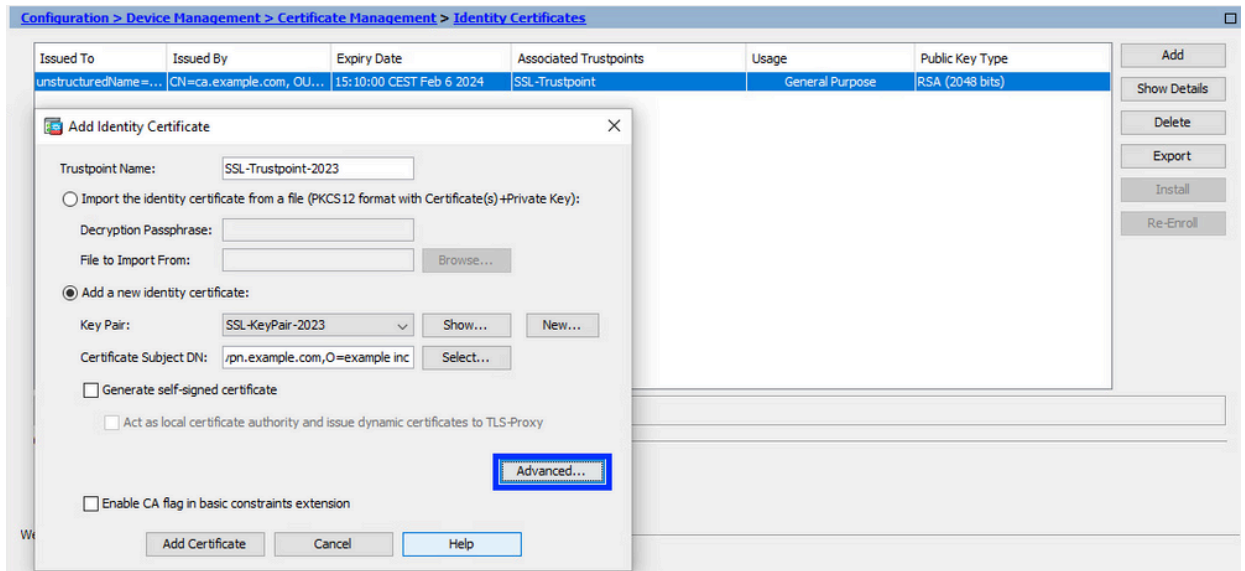 Configuration > Device Management > Certificate Management > Identity Certificates
Issued To Issued By Expiry Date Associated Trustpoints Usage Public Key Type
unstructuredName=... CN=ca.example.com, OU... 15:10:00 CEST Feb 6 2024 SSL-Trustpoint General Purpose RSA (2048 bits)
Add
Show Details
Delete
Export
Install
Re-Enroll
Add Identity Certificate
Trustpoint Name: SSL-Trustpoint-2023
Import the identity certificate from a file (PKCS12 format with Certificate(s)+Private Key):
Decryption Passphrase:
File to Import From: Browse...
Add a new identity certificate:
Key Pair: SSL-KeyPair-2023 Show... New...
Certificate Subject DN: vpn.example.com,O=example inc Select...
Generate self-signed certificate
Act as local certificate authority and issue dynamic certificates to TLS-Proxy
Advanced...
Enable CA flag in basic constraints extension
Add Certificate Cancel Help